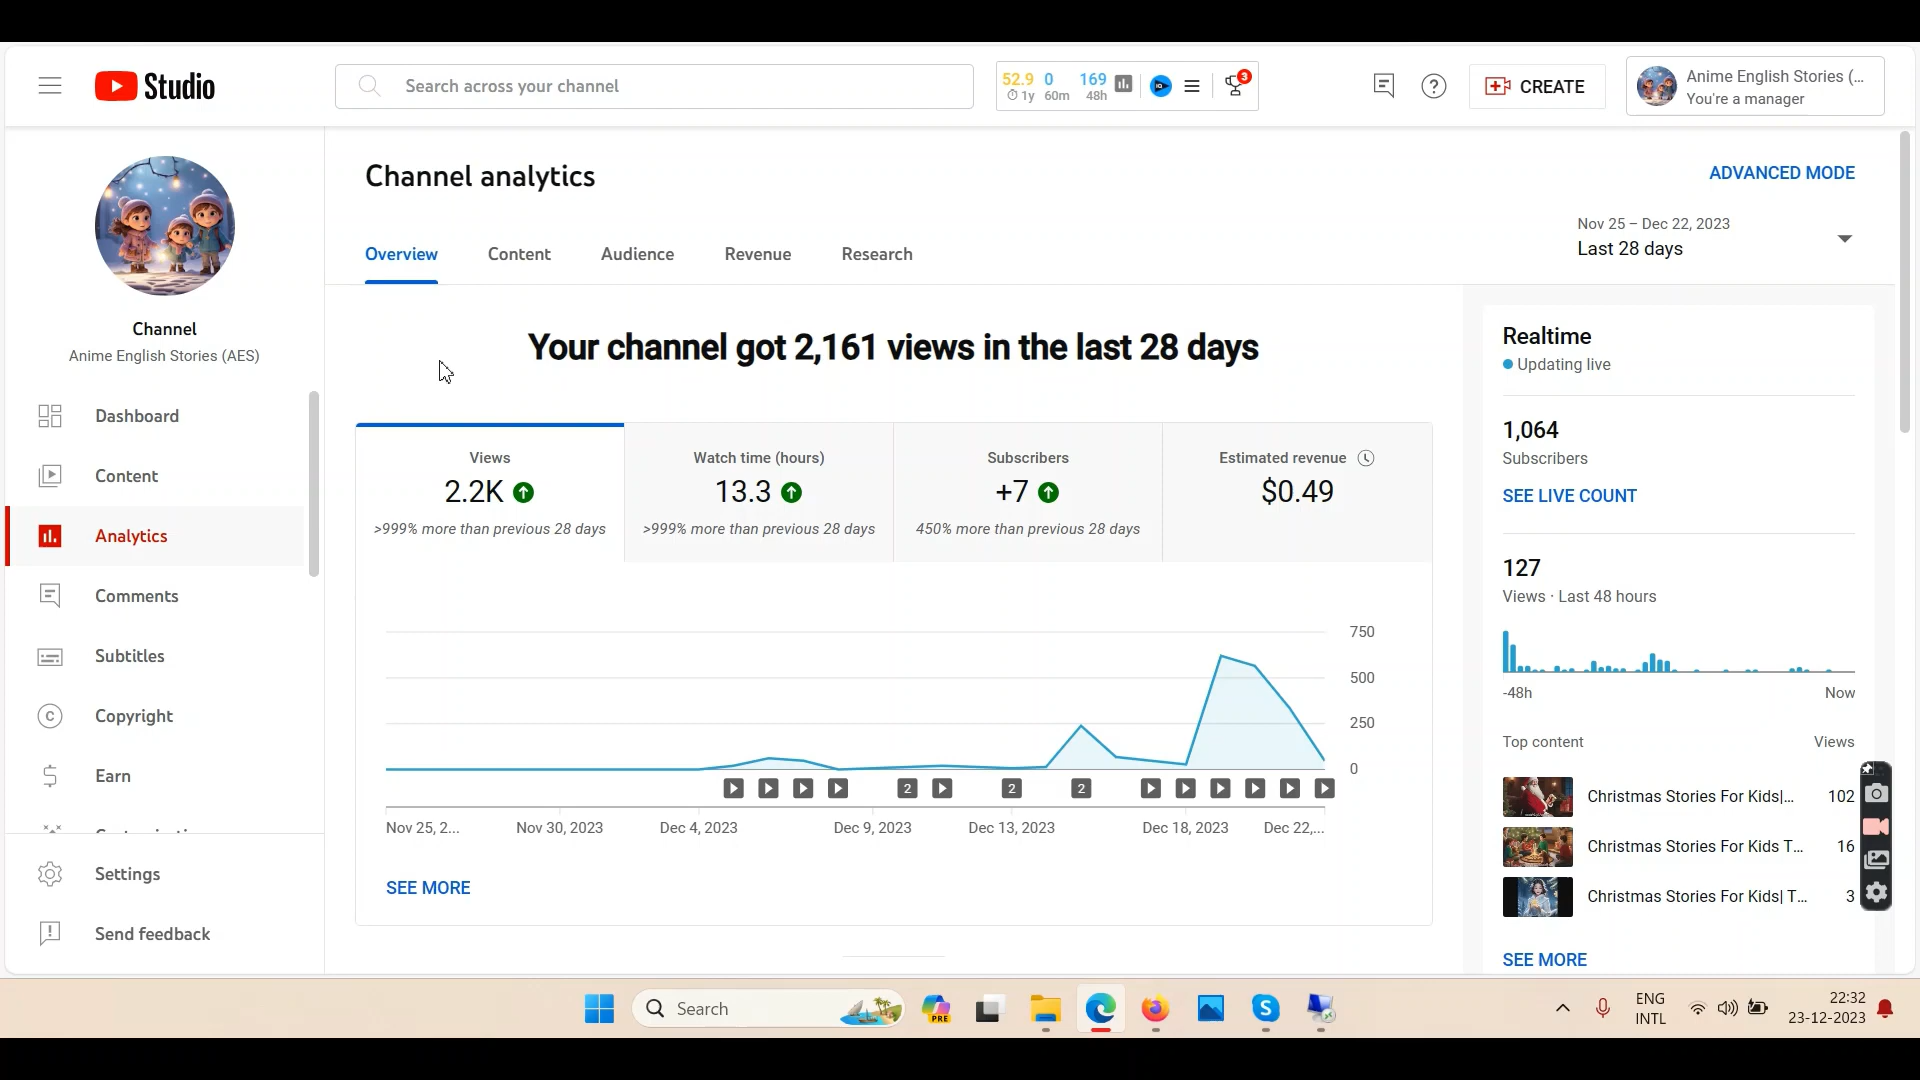 Studio
Search across your channel
52.9 0 169
1y 60m 48h
3
CREATE
Anime English Stories (...
You're a manager
Channel
Anime English Stories (AES)
Dashboard
Content
Analytics
Comments
Subtitles
Copyright
Earn
Settings
Send feedback
Channel analytics
ADVANCED MODE
Nov 25 – Dec 22, 2023
Last 28 days
Overview Content Audience Revenue Research
Your channel got 2,161 views in the last 28 days
Views
2.2K
>999% more than previous 28 days
Watch time (hours)
13.3
>999% more than previous 28 days
Subscribers
+7
450% more than previous 28 days
Estimated revenue
$0.49
750
500
250
0
2 2 2
Nov 25, 2... Nov 30, 2023 Dec 4, 2023 Dec 9, 2023 Dec 13, 2023 Dec 18, 2023 Dec 22,...
SEE MORE
Realtime
Updating live
1,064
Subscribers
SEE LIVE COUNT
127
Views · Last 48 hours
-48h Now
Top content Views
Christmas Stories For Kids|... 102
Christmas Stories For Kids T... 16
Christmas Stories For Kids| T... 3
SEE MORE
Search
PRE
S
ENG
INTL
22:32
23-12-2023